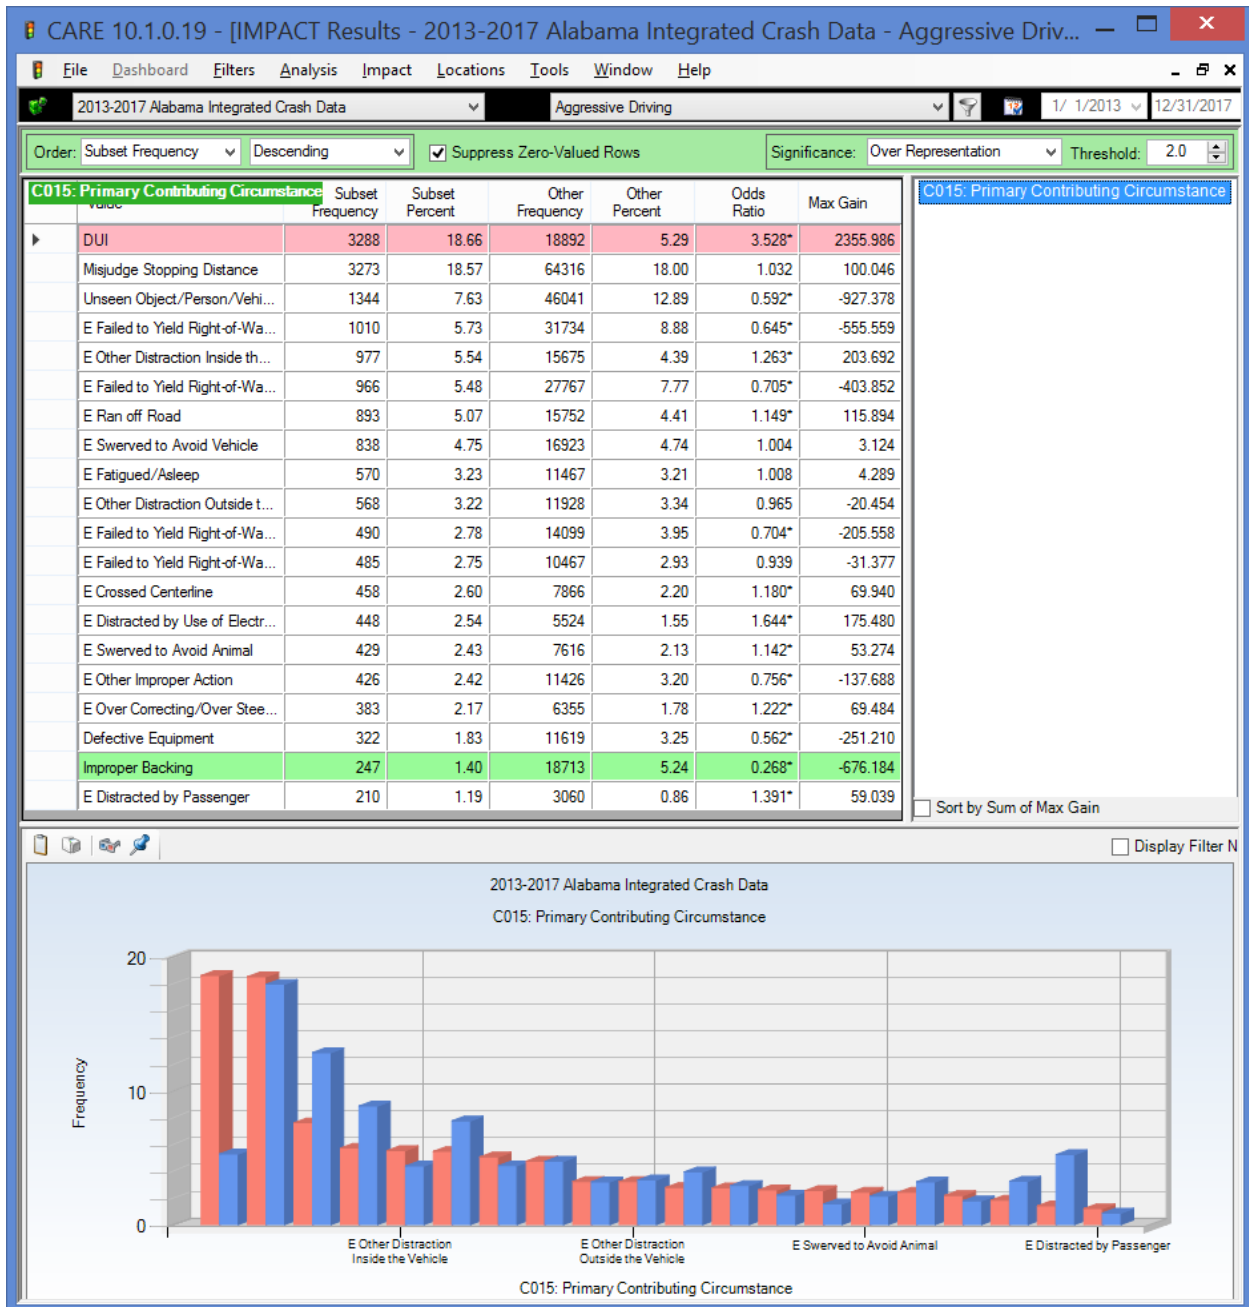 CARE 10.1.0.19 - [IMPACT Results - 2013-2017 Alabama Integrated Crash Data - Aggressive Driv...
File Dashboard Filters Analysis Impact Locations Tools Window Help
2013-2017 Alabama Integrated Crash Data Aggressive Driving 1/ 1/2013 12/31/2017
Order: Subset Frequency Descending Suppress Zero-Valued Rows Significance: Over Representation Threshold: 2.0
C015: Primary Contributing Circumstance Subset Frequency Subset Percent Other Frequency Other Percent Odds Ratio Max Gain
DUI 3288 18.66 18892 5.29 3.528* 2355.986
Misjudge Stopping Distance 3273 18.57 64316 18.00 1.032 100.046
Unseen Object/Person/Vehi... 1344 7.63 46041 12.89 0.592* -927.378
E Failed to Yield Right-of-Wa... 1010 5.73 31734 8.88 0.645* -555.559
E Other Distraction Inside th... 977 5.54 15675 4.39 1.263* 203.692
E Failed to Yield Right-of-Wa... 966 5.48 27767 7.77 0.705* -403.852
E Ran off Road 893 5.07 15752 4.41 1.149* 115.894
E Swerved to Avoid Vehicle 838 4.75 16923 4.74 1.004 3.124
E Fatigued/Asleep 570 3.23 11467 3.21 1.008 4.289
E Other Distraction Outside t... 568 3.22 11928 3.34 0.965 -20.454
E Failed to Yield Right-of-Wa... 490 2.78 14099 3.95 0.704* -205.558
E Failed to Yield Right-of-Wa... 485 2.75 10467 2.93 0.939 -31.377
E Crossed Centerline 458 2.60 7866 2.20 1.180* 69.940
E Distracted by Use of Electr... 448 2.54 5524 1.55 1.644* 175.480
E Swerved to Avoid Animal 429 2.43 7616 2.13 1.142* 53.274
E Other Improper Action 426 2.42 11426 3.20 0.756* -137.688
E Over Correcting/Over Stee... 383 2.17 6355 1.78 1.222* 69.484
Defective Equipment 322 1.83 11619 3.25 0.562* -251.210
Improper Backing 247 1.40 18713 5.24 0.268* -676.184
E Distracted by Passenger 210 1.19 3060 0.86 1.391* 59.039
C015: Primary Contributing Circumstance
Sort by Sum of Max Gain
Display Filter N
2013-2017 Alabama Integrated Crash Data
C015: Primary Contributing Circumstance
20
10
0
Frequency
E Other Distraction
Inside the Vehicle
E Other Distraction
Outside the Vehicle
E Swerved to Avoid Animal
E Distracted by Passenger
C015: Primary Contributing Circumstance